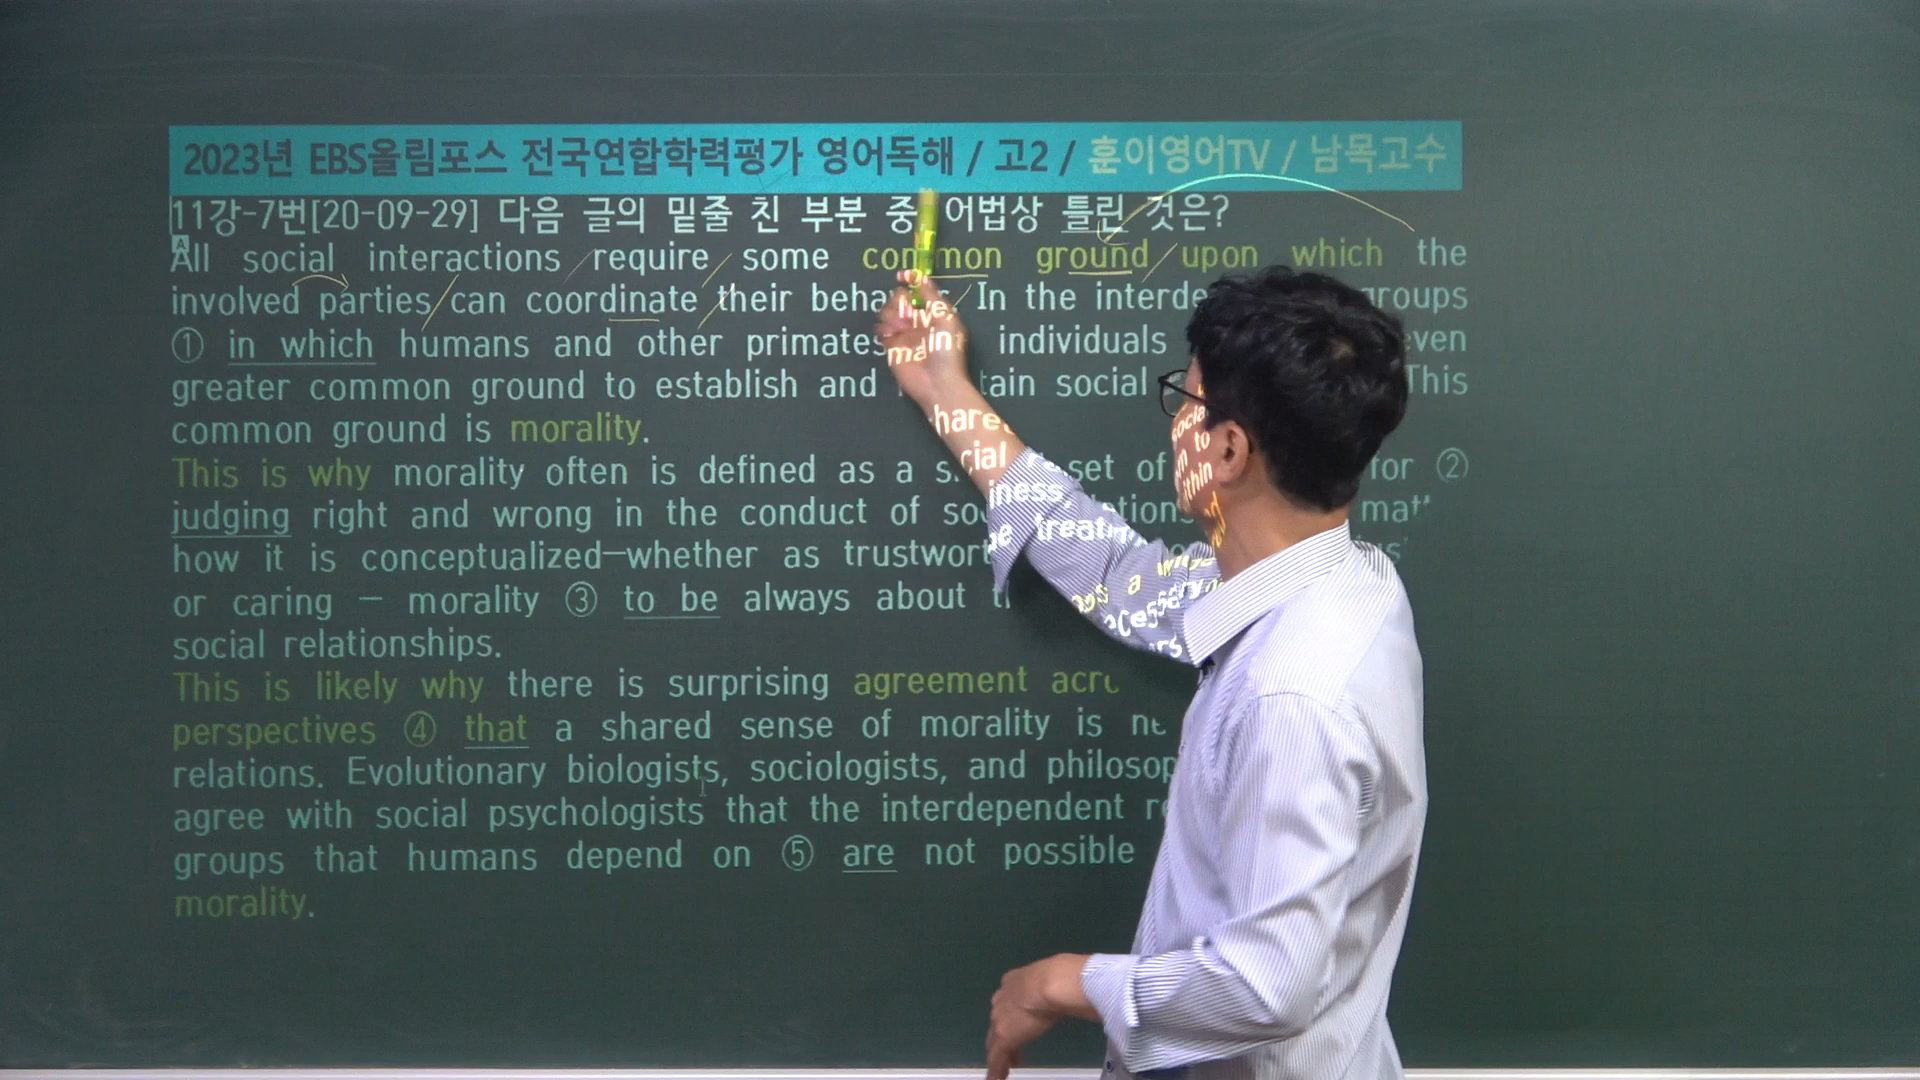 2023년 EBS올림포스 전국연합학력평가 영어독해 / 고2 / 훈이영어TV / 남목고수
11강-7번[20-09-29] 다음 글의 밑줄 친 부분 중 어법상 틀린 것은?
All social interactions require some common ground upon which the
involved parties can coordinate their In the groups
① in which humans and other primates individuals even
greater common ground to establish and social This
common ground is morality.
This is why morality often is defined as a set of for ②
judging right and wrong in the conduct of
how it is conceptualized—whether as
or caring — morality ③ to be always about
social relationships.
This is likely why there is surprising agreement
perspectives ④ that a shared sense of morality is
relations. Evolutionary biologists, sociologists, and
agree with social psychologists that the interdependent
groups that humans depend on ⑤ are not possible
morality.